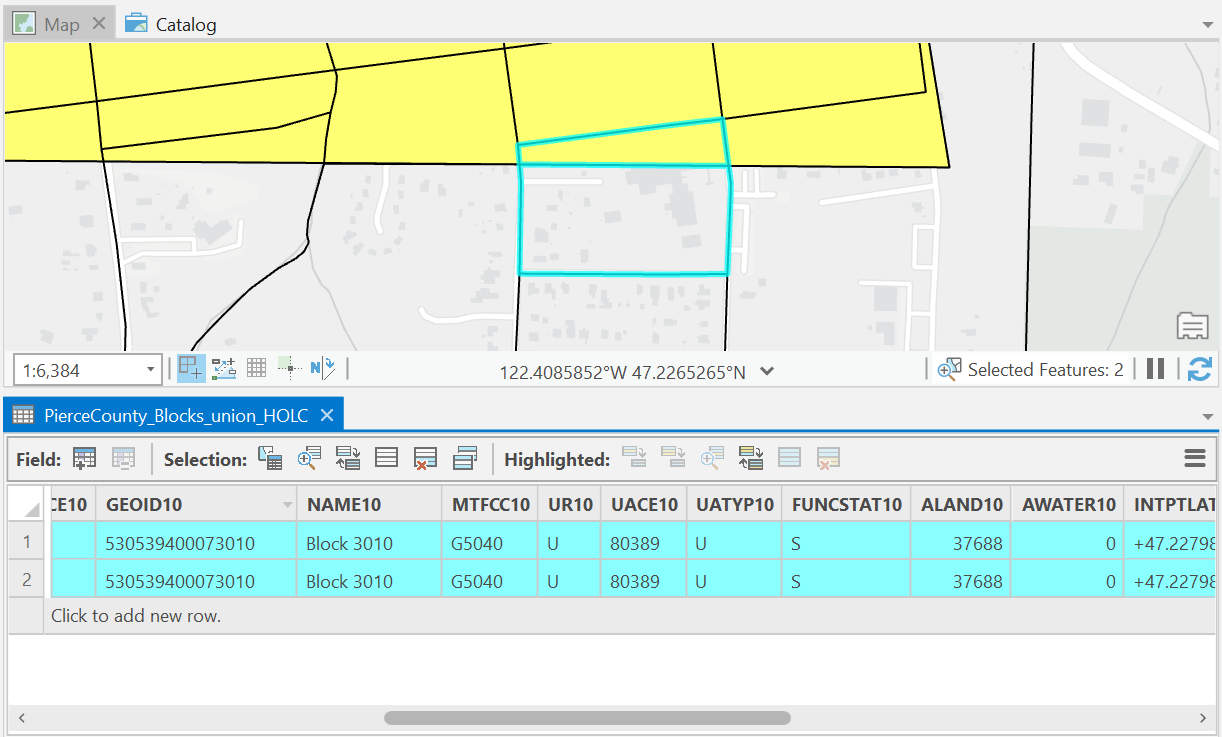 Map Catalog
1:6,384 122.4085852°W 47.2265265°N Selected Features: 2
PierceCounty_Blocks_union_HOLC
Field: Selection: Highlighted:
CE10 GEOID10 NAME10 MTFCC10 UR10 UACE10 UATYP10 FUNCSTAT10 ALAND10 AWATER10 INTPTLAT
1 530539400073010 Block 3010 G5040 U 80389 U S 37688 0 +47.22798
2 530539400073010 Block 3010 G5040 U 80389 U S 37688 0 +47.22798
Click to add new row.